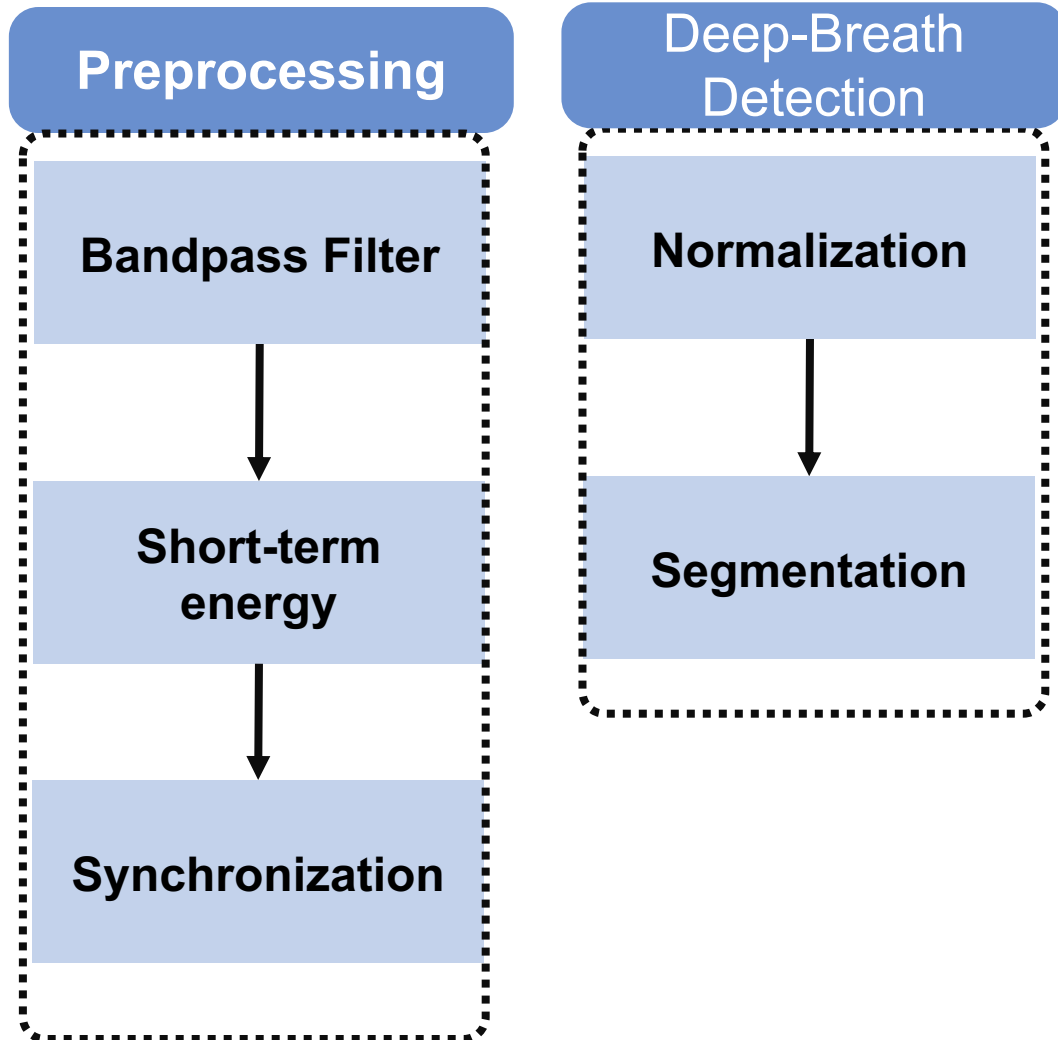 Preprocessing
Bandpass Filter
Short-term
energy
Synchronization
Deep-Breath
Detection
Normalization
Segmentation